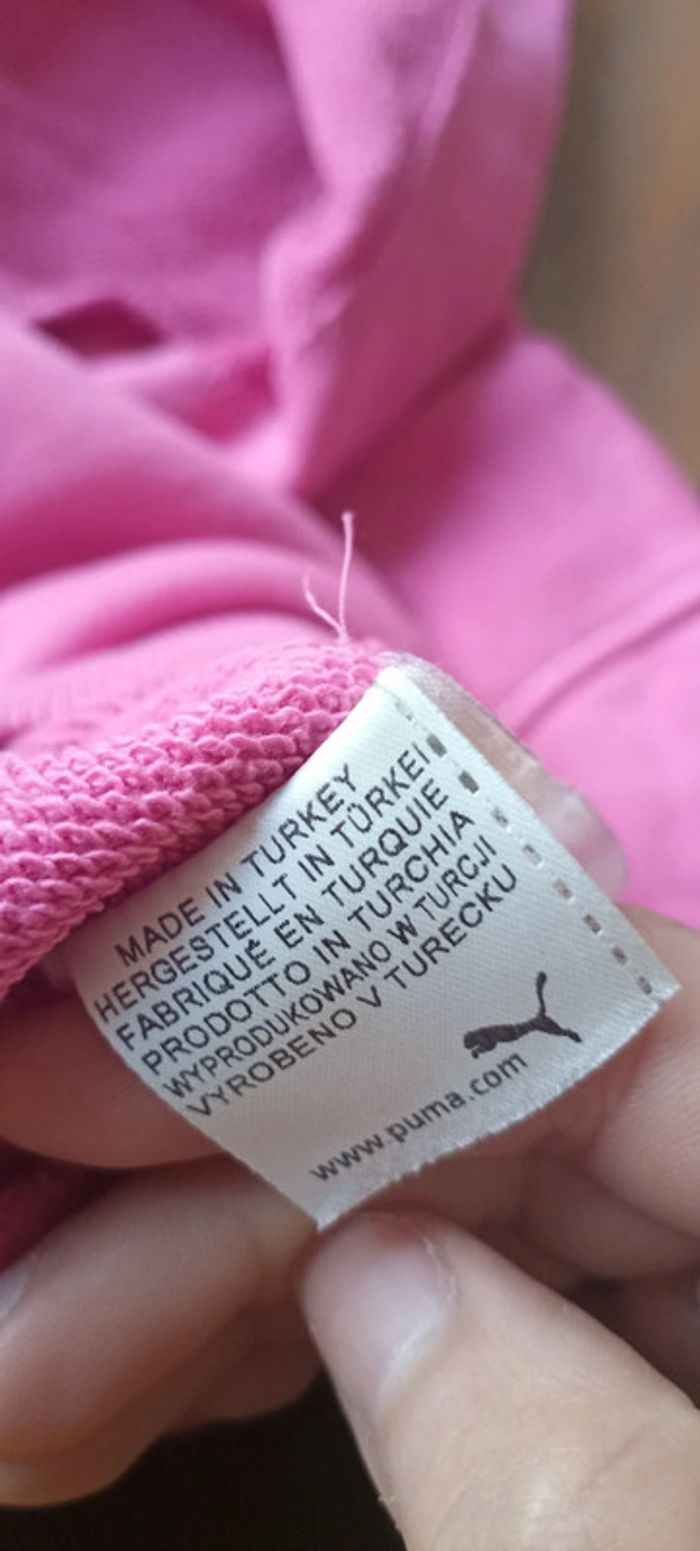 MADE IN TURKEY
HERGESTELLT IN TÜRKEI
FABRIQUÉ EN TURQUIE
PRODOTTO IN TURCHIA
WYPRODUKOWANO W TURCJI
VYROBENO V TURECKU
www.puma.com